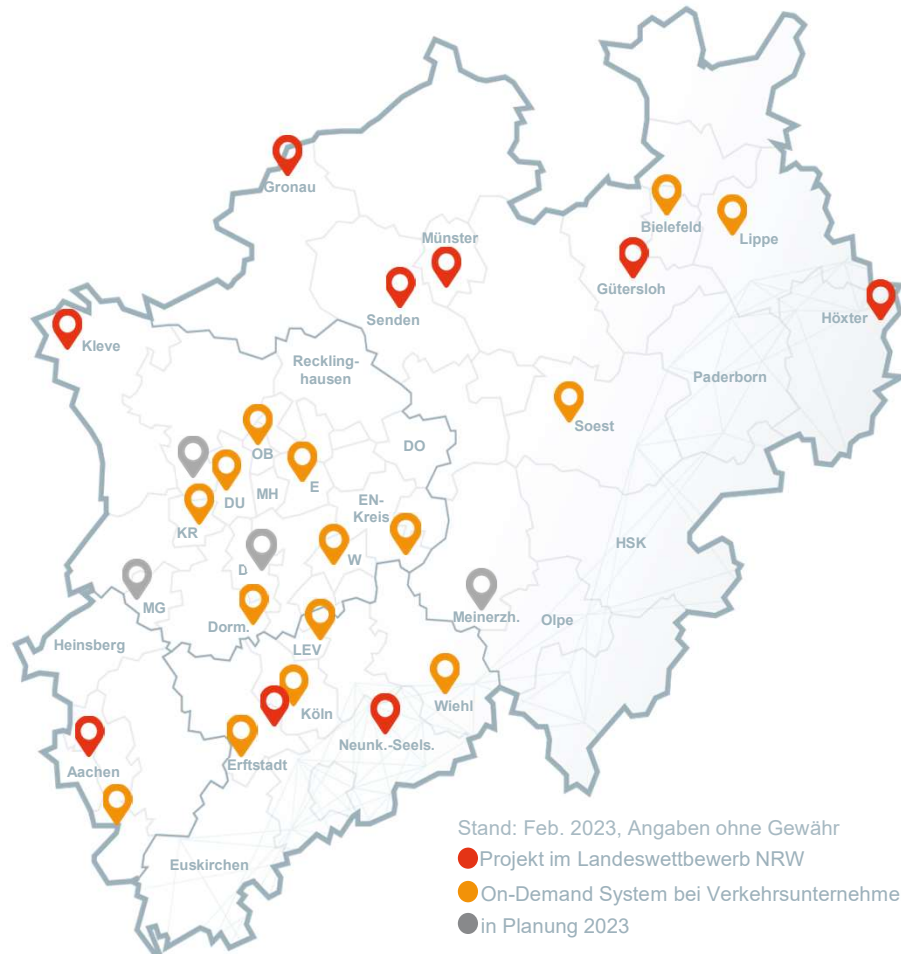 Gronau
Münster
Bielefeld
Lippe
Gütersloh
Senden
Höxter
Kleve
Reckling-
hausen
Paderborn
Soest
DO
OB
E
DU
MH
EN-
Kreis
KR
HSK
W
D
MG
Meinerzh.
Olpe
Dorm.
Heinsberg
LEV
Wiehl
Köln
Neunk.-Seels.
Erftstadt
Aachen
Euskirchen
Stand: Feb. 2023, Angaben ohne Gewähr
Projekt im Landeswettbewerb NRW
On-Demand System bei Verkehrsunternehme
in Planung 2023